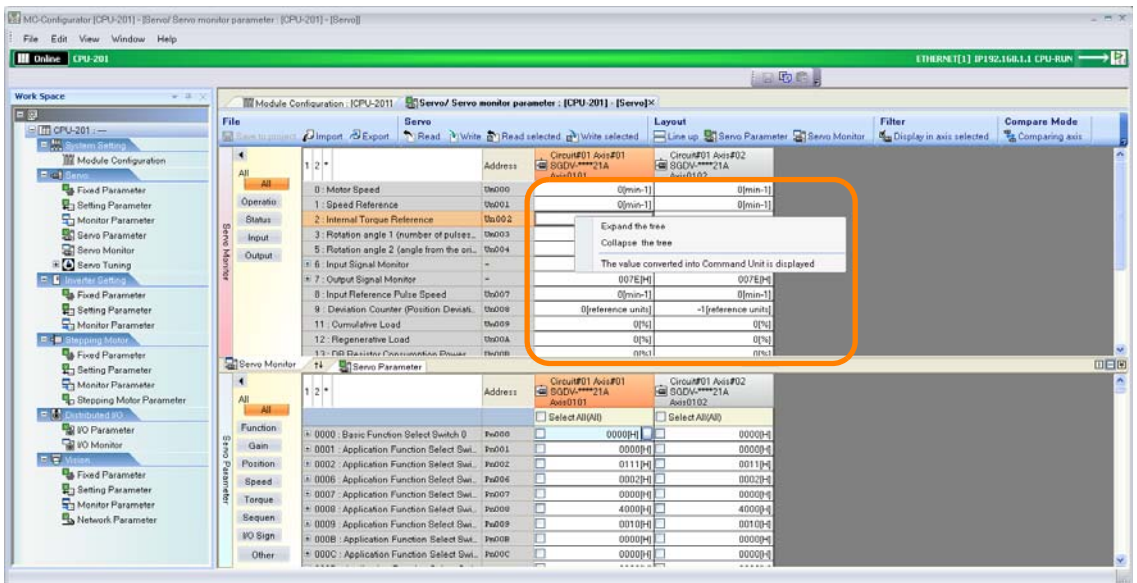 MC-Configurator [CPU-201] - [Servo/ Servo monitor parameter : [CPU-201] - [Servo]]
File Edit View Window Help
Online CPU-201 ETHERNET[1] IP192.168.1.1 CPU-RUN
Work Space
CPU-201 : ---
System Setting
Module Configuration
Servo
Fixed Parameter
Setting Parameter
Monitor Parameter
Servo Parameter
Servo Monitor
Servo Tuning
Inverter Setting
Fixed Parameter
Setting Parameter
Monitor Parameter
Stepping Motor
Fixed Parameter
Setting Parameter
Monitor Parameter
Stepping Motor Parameter
Distributed I/O
I/O Parameter
I/O Monitor
Vision
Fixed Parameter
Setting Parameter
Monitor Parameter
Network Parameter
Module Configuration : [CPU-201] Servo/ Servo monitor parameter : [CPU-201] - [Servo]×
File Servo Layout Filter Compare Mode
Save to project Import Export Read Write Read selected Write selected Line up Servo Parameter Servo Monitor Display in axis selected Comparing axis
Servo Monitor
All
All
Operatio
Status
Input
Output
1 2 * Address Circuit#01 Axis#01 Circuit#01 Axis#02
SGDV-****21A SGDV-****21A
Axis0101 Axis0102
0 : Motor Speed Un000 0[min-1] 0[min-1]
1 : Speed Reference Un001 0[min-1] 0[min-1]
2 : Internal Torque Reference Un002
3 : Rotation angle 1 (number of pulses... Un003
5 : Rotation angle 2 (angle from the ori... Un004
6 : Input Signal Monitor -
7 : Output Signal Monitor - 007E[H] 007E[H]
8 : Input Reference Pulse Speed Un007 0[min-1] 0[min-1]
9 : Deviation Counter (Position Deviati... Un008 0[reference units] -1[reference units]
11 : Cumulative Load Un009 0[%] 0[%]
12 : Regenerative Load Un00A 0[%] 0[%]
13 : DB Resistor Consumption Power Un00B 0[%] 0[%]
Expand the tree
Collapse the tree
The value converted into Command Unit is displayed
Servo Monitor Servo Parameter
Servo Parameter
All
All
Function
Gain
Position
Speed
Torque
Sequen
I/O Sign
Other
1 2 * Address Circuit#01 Axis#01 Circuit#01 Axis#02
SGDV-****21A SGDV-****21A
Axis0101 Axis0102
Select All(All) Select All(All)
0000 : Basic Function Select Switch 0 Pn000 0000[H] 0000[H]
0001 : Application Function Select Swi... Pn001 0000[H] 0000[H]
0002 : Application Function Select Swi... Pn002 0111[H] 0011[H]
0006 : Application Function Select Swi... Pn006 0002[H] 0002[H]
0007 : Application Function Select Swi... Pn007 0000[H] 0000[H]
0008 : Application Function Select Swi... Pn008 4000[H] 4000[H]
0009 : Application Function Select Swi... Pn009 0010[H] 0010[H]
000B : Application Function Select Swi... Pn00B 0000[H] 0000[H]
000C : Application Function Select Swi... Pn00C 0000[H] 0000[H]